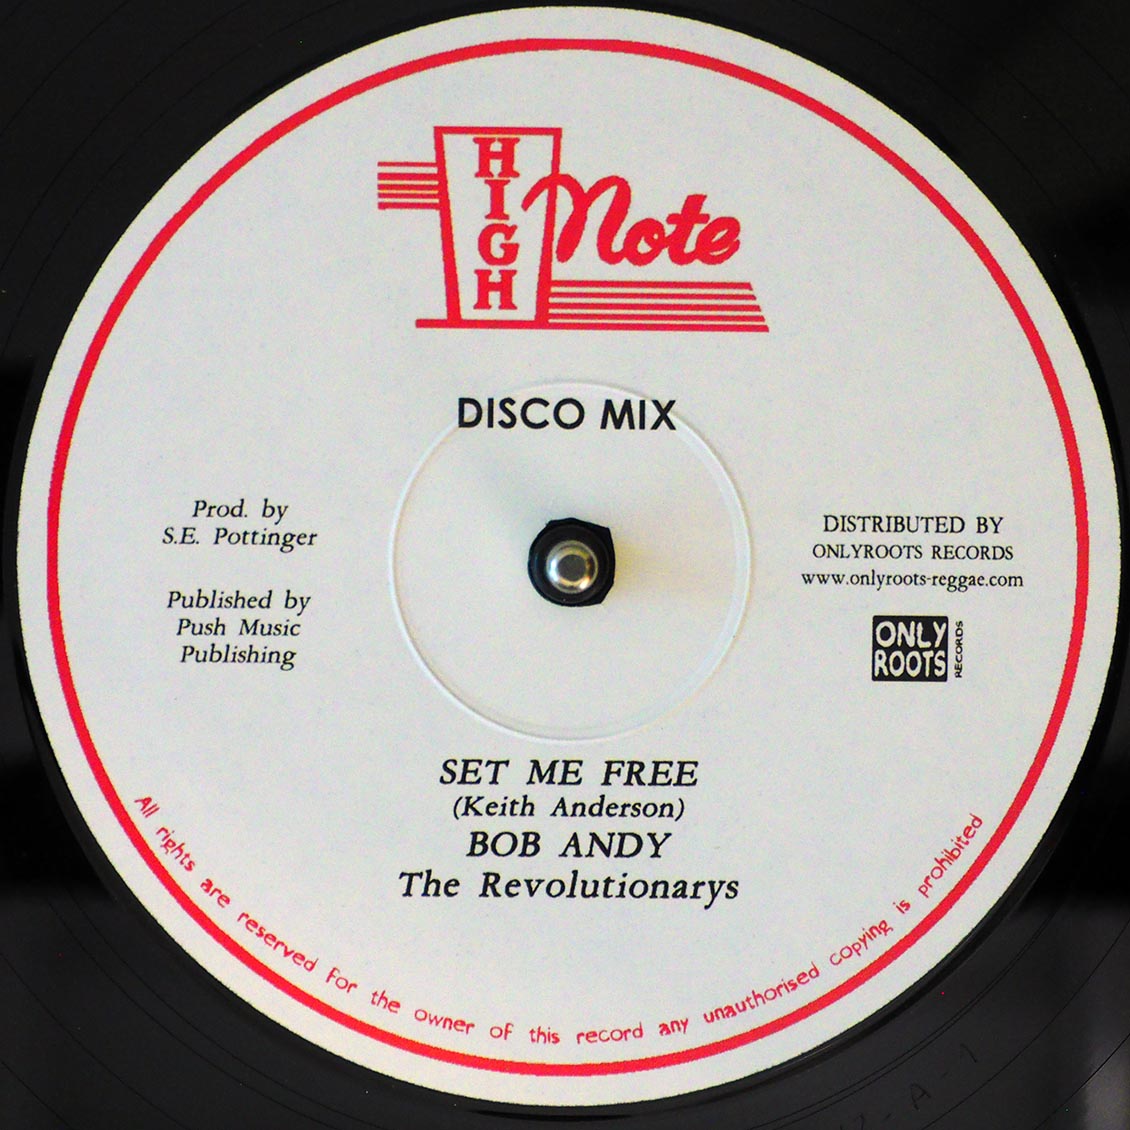 HIGH
Note
DISCO MIX
Prod. by
S.E. Pottinger
Published by
Push Music
Publishing
DISTRIBUTED BY
ONLYROOTS RECORDS
www.onlyroots-reggae.com
ONLY
ROOTS
RECORDS
SET ME FREE
(Keith Anderson)
BOB ANDY
The Revolutionarys
All rights are reserved for the owner of this record any unauthorised copying is prohibited